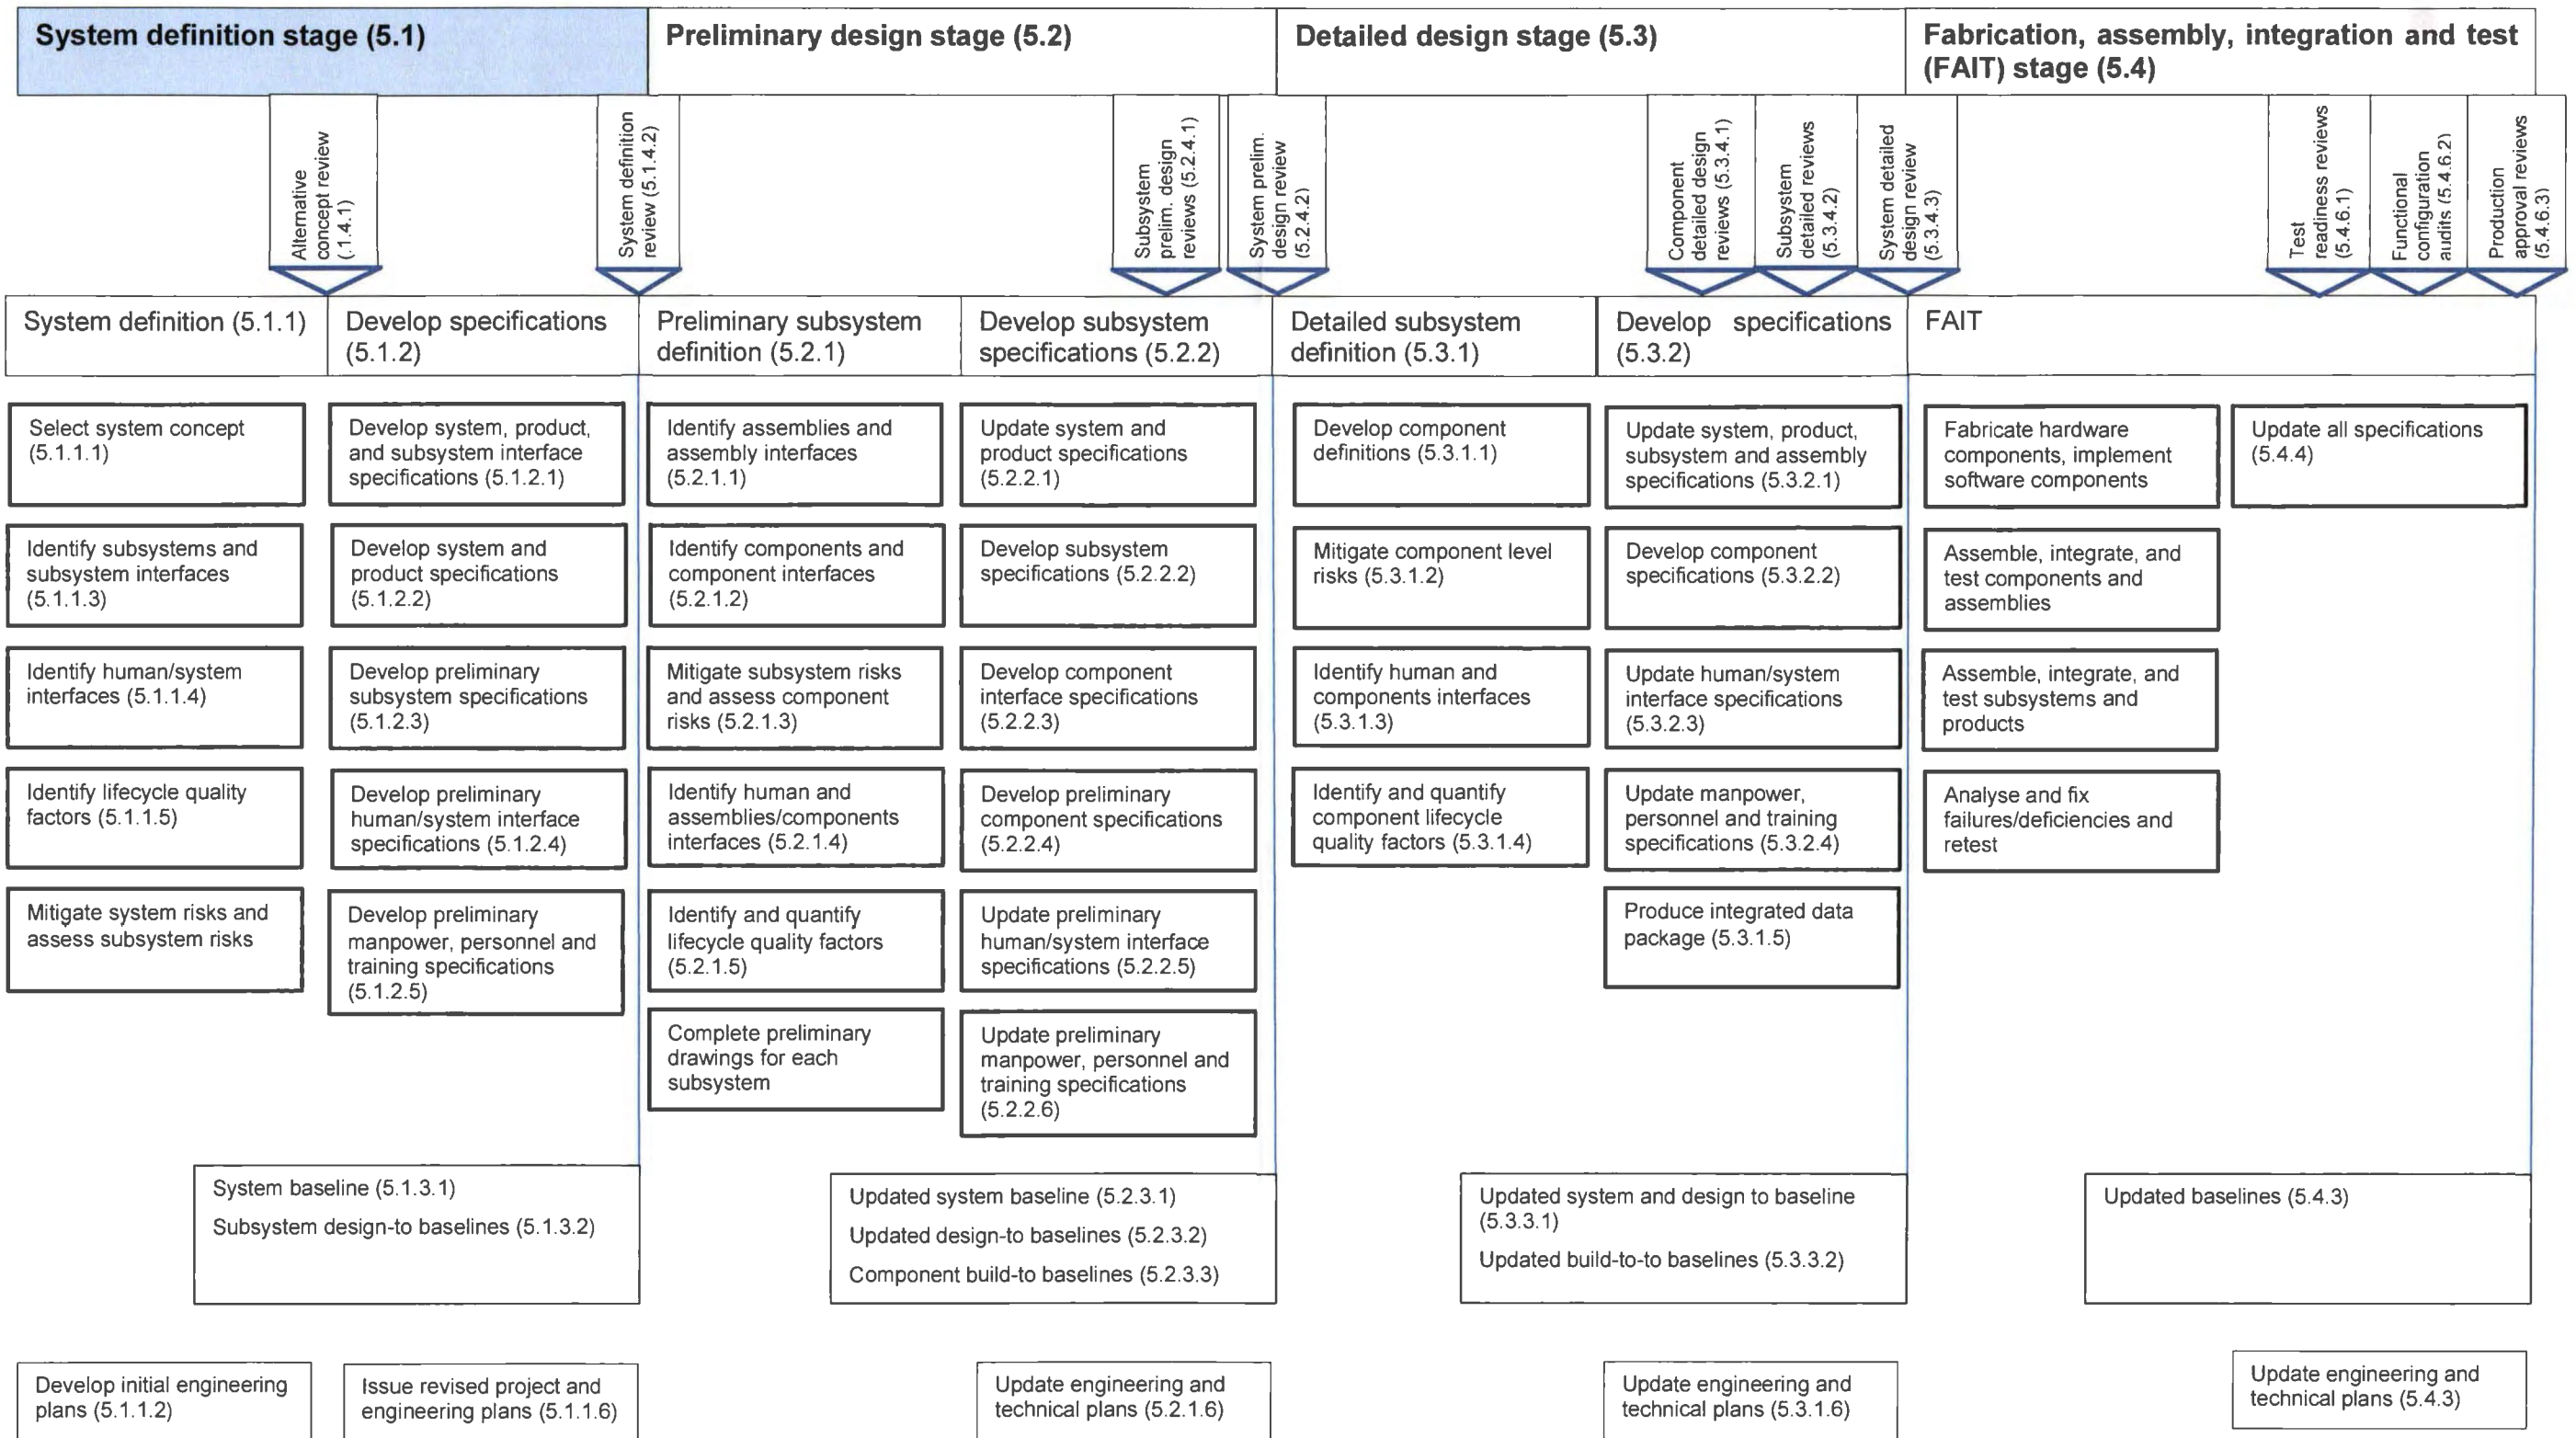 System definition stage (5.1)
Preliminary design stage (5.2)
Detailed design stage (5.3)
Fabrication, assembly, integration and test
(FAIT) stage (5.4)
Alternative
concept review
(.1.4.1)
System definition
review (5.1.4.2)
Subsystem
prelim. design
reviews (5.2.4.1)
System prelim.
design review
(5.2.4.2)
Component
detailed design
reviews (5.3.4.1)
Subsystem
detailed reviews
(5.3.4.2)
System detailed
design review
(5.3.4.3)
Test
readiness reviews
(5.4.6.1)
Functional
configuration
audits (5.4.6.2)
Production
approval reviews
(5.4.6.3)
System definition (5.1.1)
Develop specifications
(5.1.2)
Preliminary subsystem
definition (5.2.1)
Develop subsystem
specifications (5.2.2)
Detailed subsystem
definition (5.3.1)
Develop specifications
(5.3.2)
FAIT
Select system concept
(5.1.1.1)
Identify subsystems and
subsystem interfaces
(5.1.1.3)
Identify human/system
interfaces (5.1.1.4)
Identify lifecycle quality
factors (5.1.1.5)
Mitigate system risks and
assess subsystem risks
Develop system, product,
and subsystem interface
specifications (5.1.2.1)
Develop system and
product specifications
(5.1.2.2)
Develop preliminary
subsystem specifications
(5.1.2.3)
Develop preliminary
human/system interface
specifications (5.1.2.4)
Develop preliminary
manpower, personnel and
training specifications
(5.1.2.5)
Identify assemblies and
assembly interfaces
(5.2.1.1)
Identify components and
component interfaces
(5.2.1.2)
Mitigate subsystem risks
and assess component
risks (5.2.1.3)
Identify human and
assemblies/components
interfaces (5.2.1.4)
Identify and quantify
lifecycle quality factors
(5.2.1.5)
Complete preliminary
drawings for each
subsystem
Update system and
product specifications
(5.2.2.1)
Develop subsystem
specifications (5.2.2.2)
Develop component
interface specifications
(5.2.2.3)
Develop preliminary
component specifications
(5.2.2.4)
Update preliminary
human/system interface
specifications (5.2.2.5)
Update preliminary
manpower, personnel and
training specifications
(5.2.2.6)
Develop component
definitions (5.3.1.1)
Mitigate component level
risks (5.3.1.2)
Identify human and
components interfaces
(5.3.1.3)
Identify and quantify
component lifecycle
quality factors (5.3.1.4)
Update system, product,
subsystem and assembly
specifications (5.3.2.1)
Develop component
specifications (5.3.2.2)
Update human/system
interface specifications
(5.3.2.3)
Update manpower,
personnel and training
specifications (5.3.2.4)
Produce integrated data
package (5.3.1.5)
Fabricate hardware
components, implement
software components
Assemble, integrate, and
test components and
assemblies
Assemble, integrate, and
test subsystems and
products
Analyse and fix
failures/deficiencies and
retest
Update all specifications
(5.4.4)
System baseline (5.1.3.1)
Subsystem design-to baselines (5.1.3.2)
Updated system baseline (5.2.3.1)
Updated design-to baselines (5.2.3.2)
Component build-to baselines (5.2.3.3)
Updated system and design to baseline
(5.3.3.1)
Updated build-to-to baselines (5.3.3.2)
Updated baselines (5.4.3)
Develop initial engineering
plans (5.1.1.2)
Issue revised project and
engineering plans (5.1.1.6)
Update engineering and
technical plans (5.2.1.6)
Update engineering and
technical plans (5.3.1.6)
Update engineering and
technical plans (5.4.3)